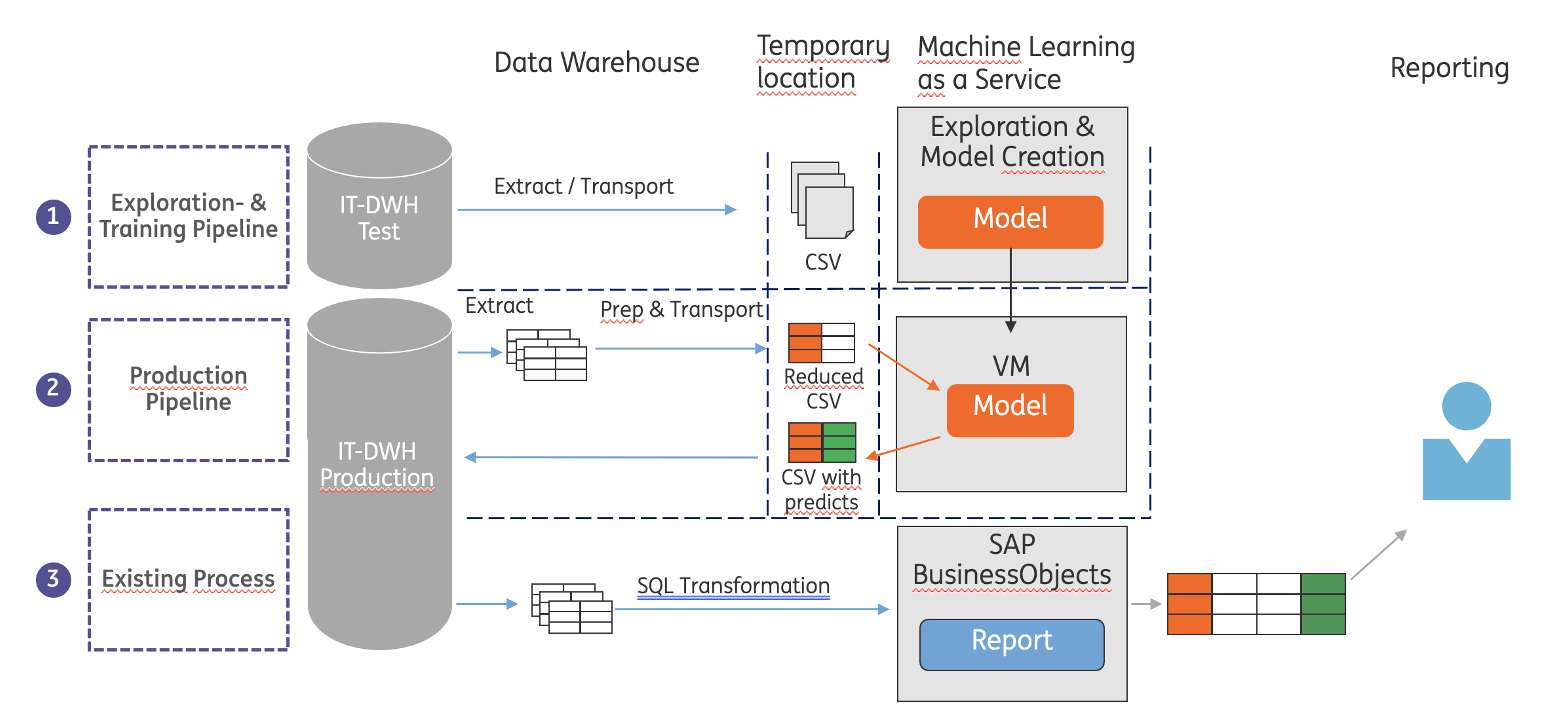 Data Warehouse
Temporary
location
Machine Learning
as a Service
Reporting
1
Exploration- &
Training Pipeline
IT-DWH
Test
Extract / Transport
CSV
Exploration &
Model Creation
Model
2
Production
Pipeline
IT-DWH
Production
Extract
Prep & Transport
Reduced
CSV
CSV with
predicts
VM
Model
3
Existing Process
SQL Transformation
SAP
BusinessObjects
Report